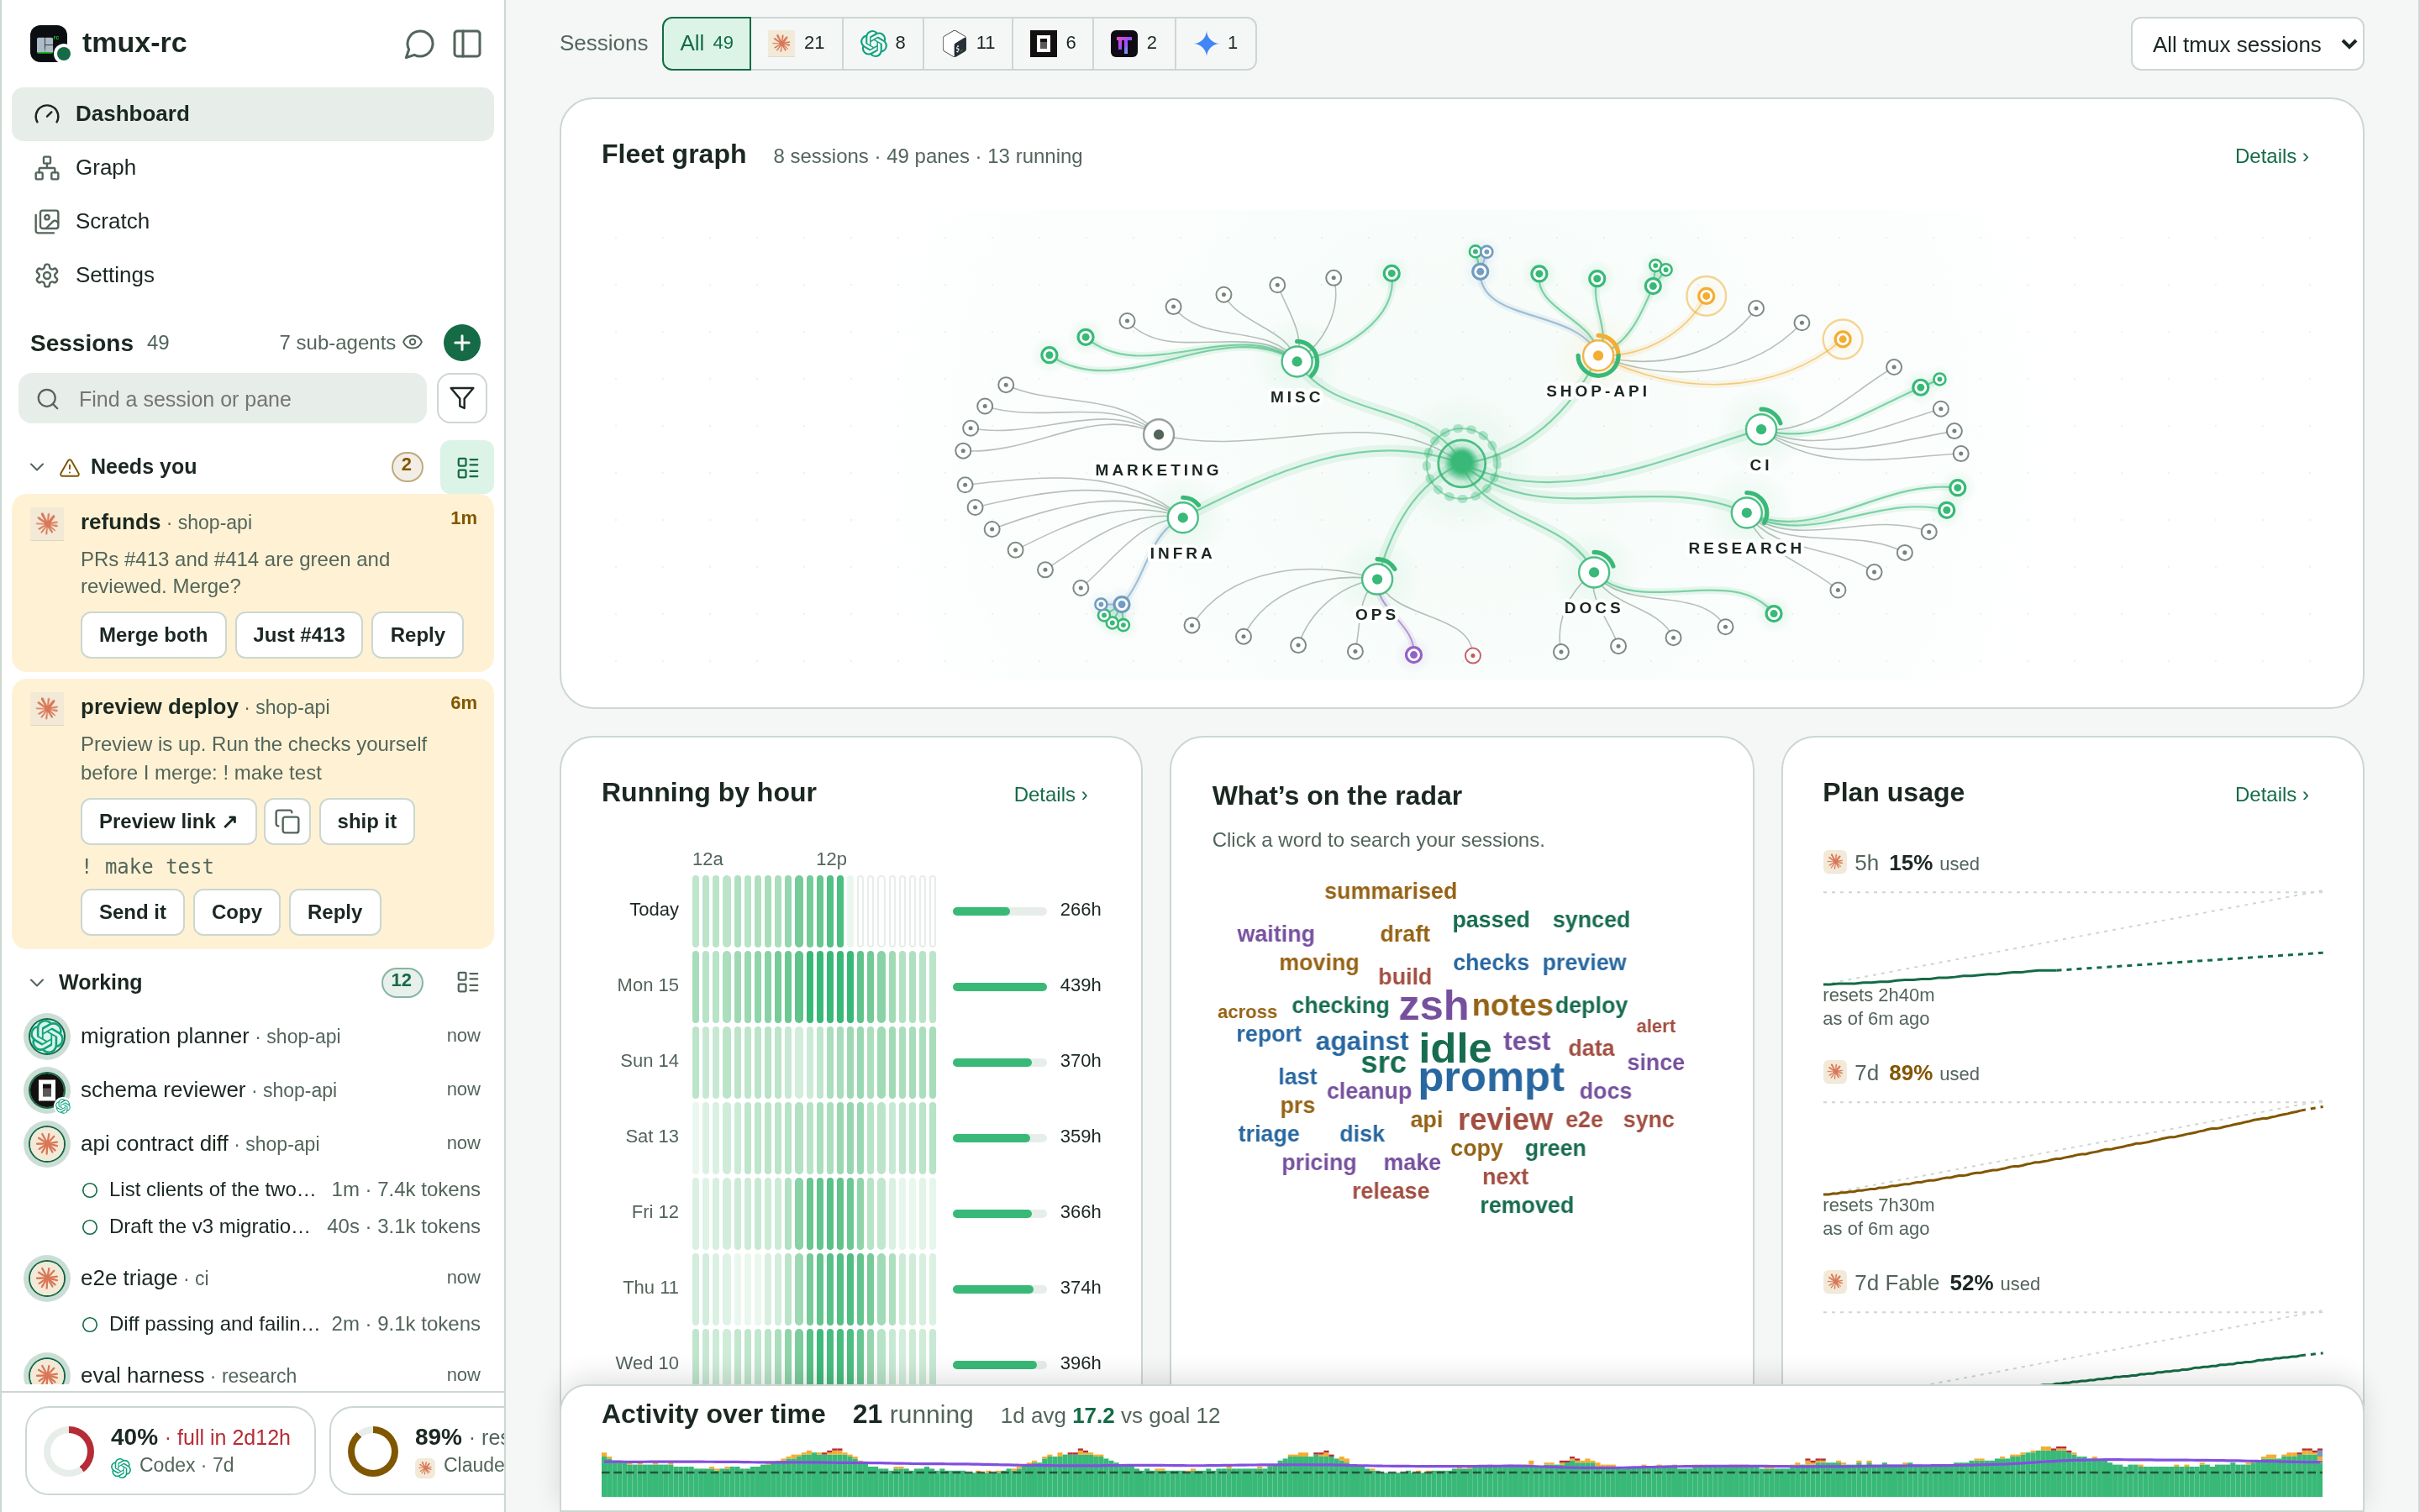 tmux-rc
Dashboard
Graph
Scratch
Settings
Sessions 49 7 sub-agents
Find a session or pane
Needs you 2
refunds · shop-api 1m
PRs #413 and #414 are green and
reviewed. Merge?
Merge both Just #413 Reply
preview deploy · shop-api 6m
Preview is up. Run the checks yourself
before I merge: ! make test
Preview link ↗ ship it
! make test
Send it Copy Reply
Working 12
migration planner · shop-api now
schema reviewer · shop-api now
api contract diff · shop-api now
List clients of the two… 1m · 7.4k tokens
Draft the v3 migratio… 40s · 3.1k tokens
e2e triage · ci now
Diff passing and failin… 2m · 9.1k tokens
eval harness · research now
40% · full in 2d12h
Codex · 7d
89% · res
Claude
Sessions All 49 21 8 11 6 2 1 All tmux sessions
Fleet graph 8 sessions · 49 panes · 13 running Details ›
MISC
SHOP-API
MARKETING
CI
INFRA
RESEARCH
OPS
DOCS
Running by hour Details ›
12a 12p
Today 266h
Mon 15 439h
Sun 14 370h
Sat 13 359h
Fri 12 366h
Thu 11 374h
Wed 10 396h
What’s on the radar
Click a word to search your sessions.
summarised
passed synced
waiting draft
moving checks preview
build
across checking zsh notes deploy
report alert
against idle test data
src since
last prompt
cleanup docs
prs
api review e2e sync
triage disk
copy green
pricing make
next
release
removed
Plan usage Details ›
5h 15% used
resets 2h40m
as of 6m ago
7d 89% used
resets 7h30m
as of 6m ago
7d Fable 52% used
Activity over time 21 running 1d avg 17.2 vs goal 12